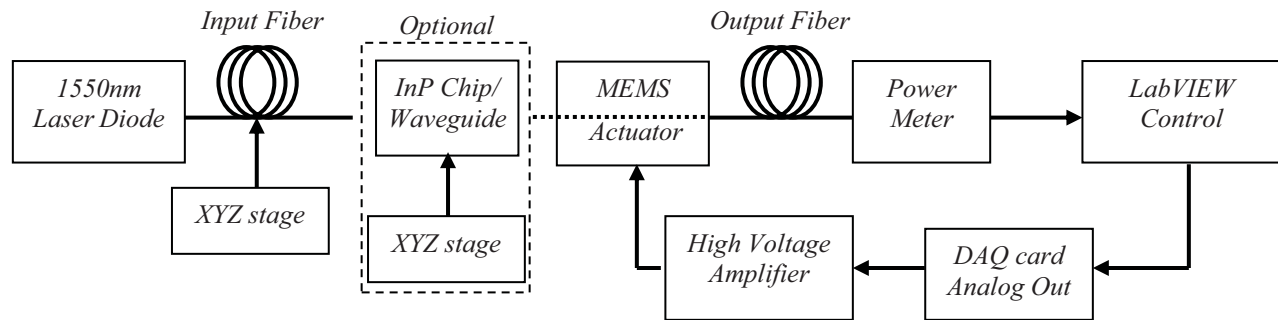 Input Fiber
Optional
Output Fiber
1550nm
Laser Diode
InP Chip/
Waveguide
MEMS
Actuator
Power
Meter
LabVIEW
Control
XYZ stage
XYZ stage
High Voltage
Amplifier
DAQ card
Analog Out